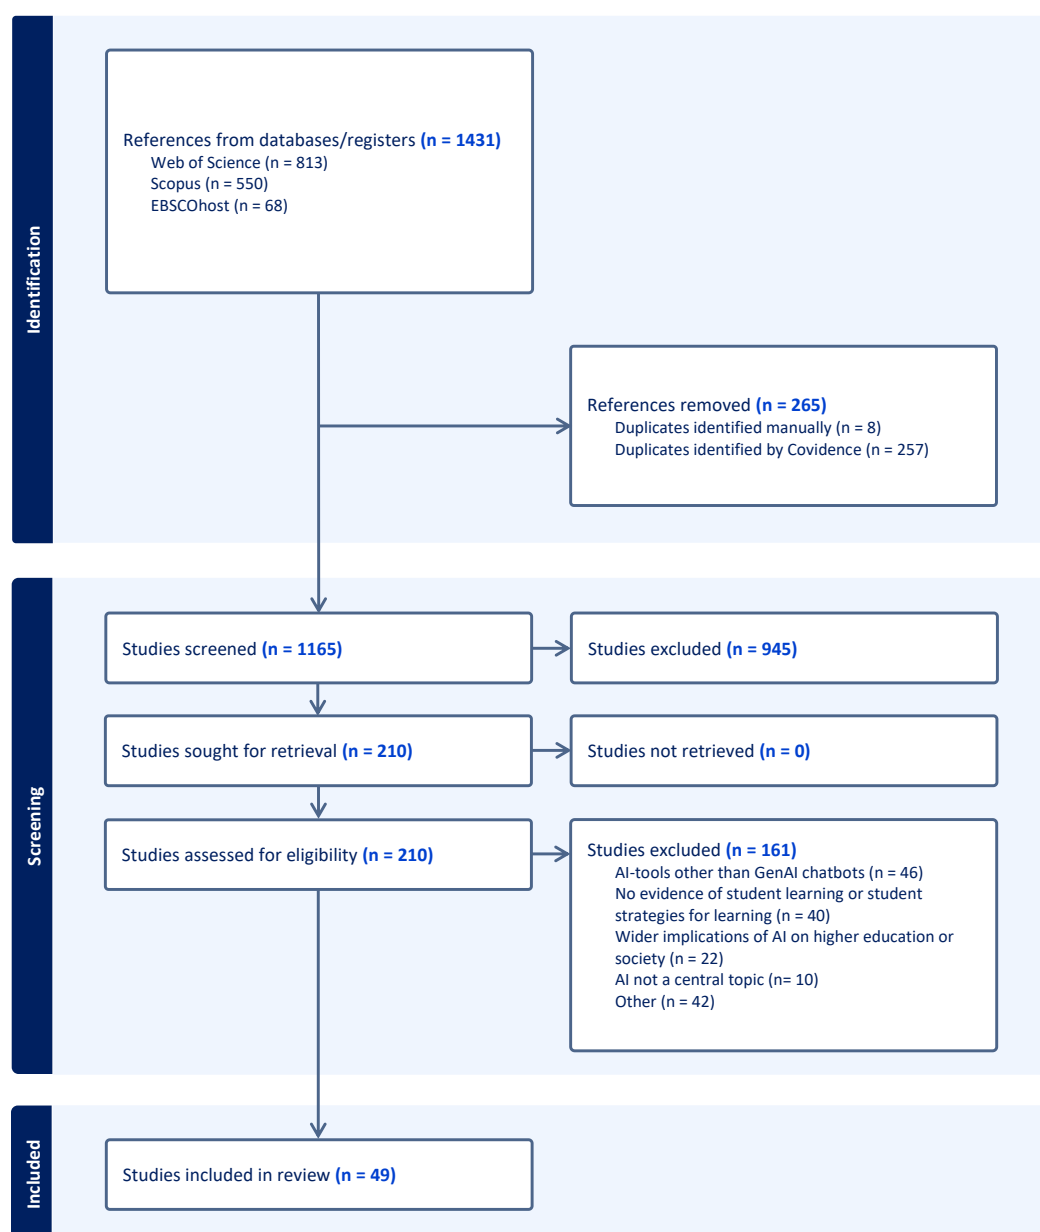 Identification
References from databases/registers (n = 1431)
Web of Science (n = 813)
Scopus (n = 550)
EBSCOhost (n = 68)
References removed (n = 265)
Duplicates identified manually (n = 8)
Duplicates identified by Covidence (n = 257)
Screening
Studies screened (n = 1165)
Studies excluded (n = 945)
Studies sought for retrieval (n = 210)
Studies not retrieved (n = 0)
Studies assessed for eligibility (n = 210)
Studies excluded (n = 161)
AI-tools other than GenAI chatbots (n = 46)
No evidence of student learning or student
strategies for learning (n = 40)
Wider implications of AI on higher education or
society (n = 22)
AI not a central topic (n= 10)
Other (n = 42)
Included
Studies included in review (n = 49)